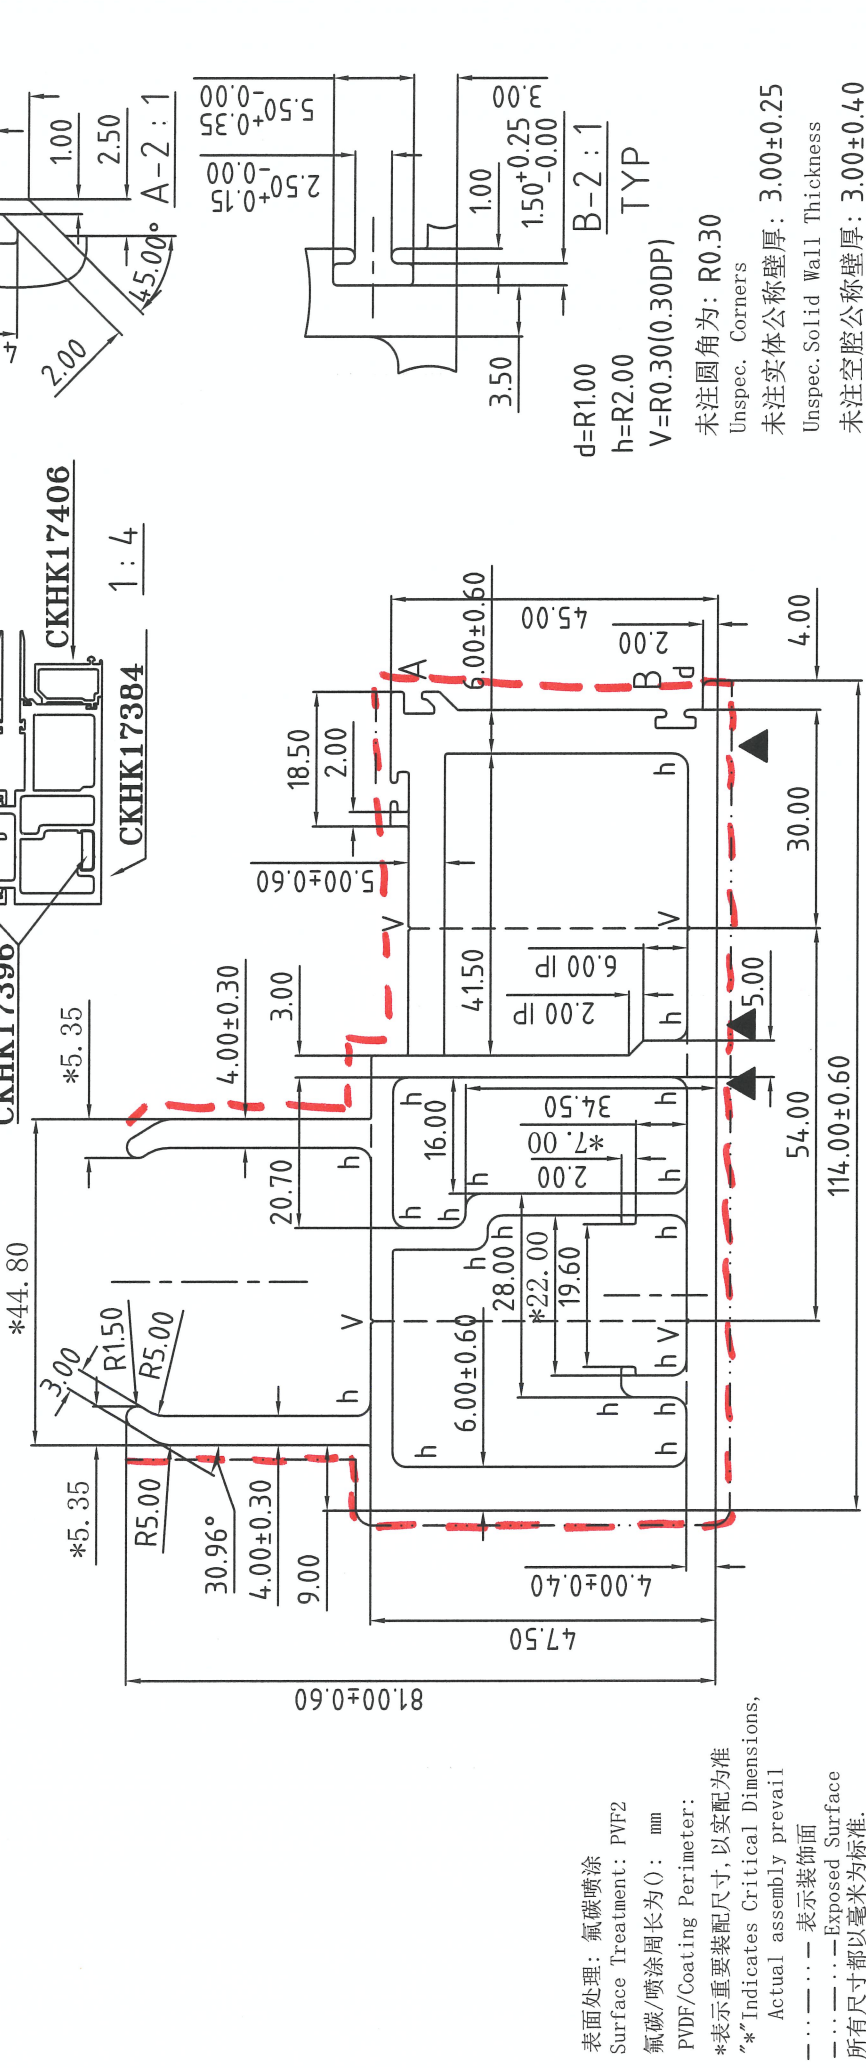 1.00
2.50
A-2 : 1
45.00°
2.00
4
5.50+0.35-0.00
2.50+0.15-0.00
3.00
1.00
1.50+0.25-0.00
3.50
B-2 : 1
TYP
d=R1.00
h=R2.00
V=R0.30(0.30DP)
未注圆角为: R0.30
Unspec. Corners
未注实体公称壁厚: 3.00±0.25
Unspec.Solid Wall Thickness
未注空腔公称壁厚: 3.00±0.40
CKHK17406
1 : 4
CKHK17384
CKHK17396
*5.35
4.00±0.30
3.00
*44.80
20.70
18.50
2.00
5.00±0.60
A
6.00±0.60
45.00
2.00
B
d
4.00
41.50
h
V
V
30.00
6.00 IP
2.00 IP
h
5.00
54.00
114.00±0.60
h
16.00
34.50
*7.00
2.00
h
h
h
h
h
h
28.00
h
h
*22.00
19.60
h
V
V
h
6.00±0.60
h
h
h
h
h
3.00
R1.50
R5.00
*5.35
R5.00
30.96°
4.00±0.30
9.00
4.00±0.40
47.50
81.00±0.60
表面处理: 氟碳喷涂
Surface Treatment: PVF2
氟碳/喷涂周长为(): mm
PVDF/Coating Perimeter:
*表示重要装配尺寸,以实配为准
"*"Indicates Critical Dimensions,
Actual assembly prevail
表示装饰面
Exposed Surface
所有尺寸都以毫米为标准.